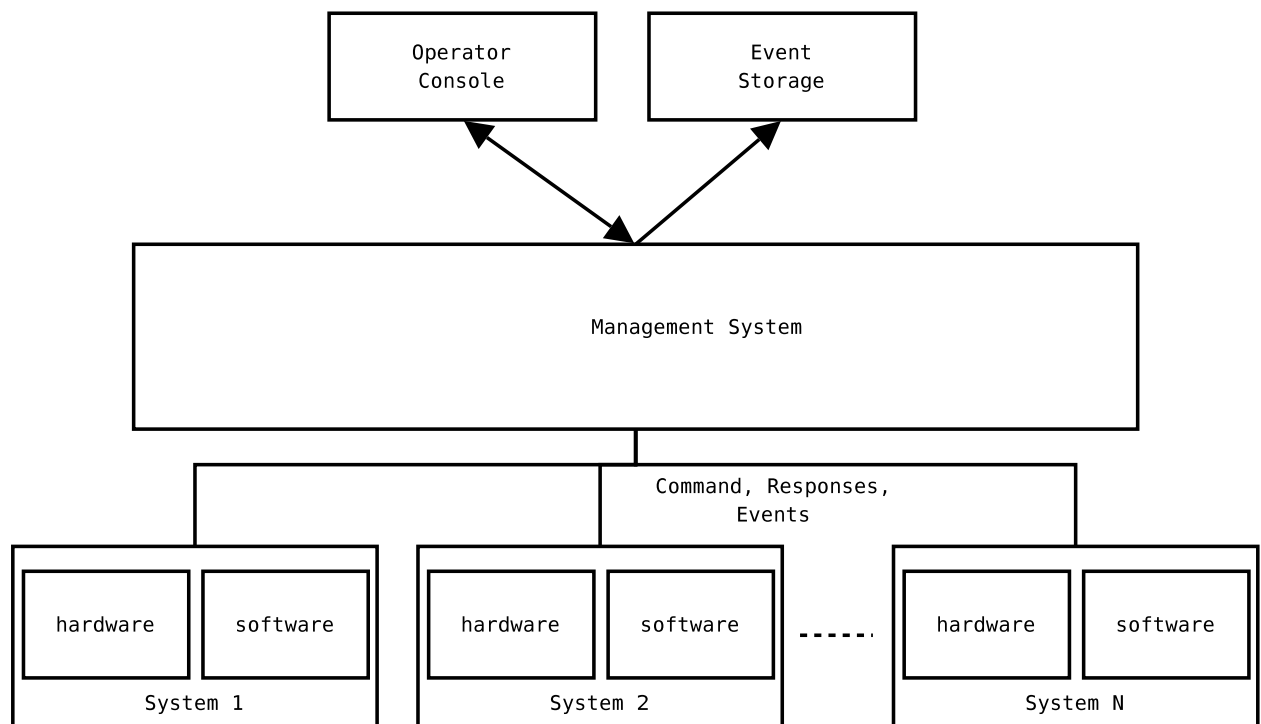 Operator
Console
Event
Storage
Management System
Command, Responses,
Events
hardware
software
System 1
hardware
software
System 2
hardware
software
System N